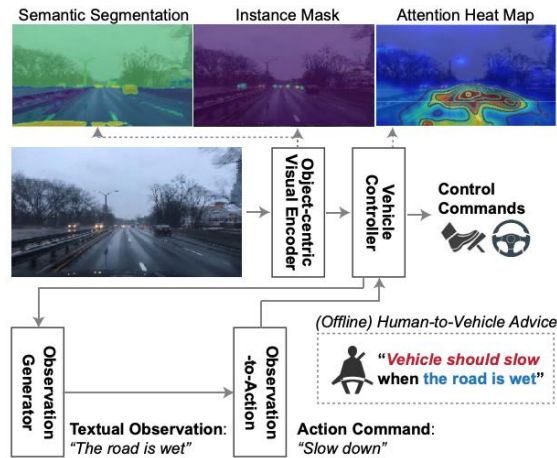 Semantic Segmentation
Instance Mask
Attention Heat Map
Object-centric
Visual Encoder
Vehicle
Controller
Control
Commands
(Offline) Human-to-Vehicle Advice
"Vehicle should slow
when the road is wet"
Observation
Generator
Observation
-to-Action
Textual Observation:
"The road is wet"
Action Command:
"Slow down"